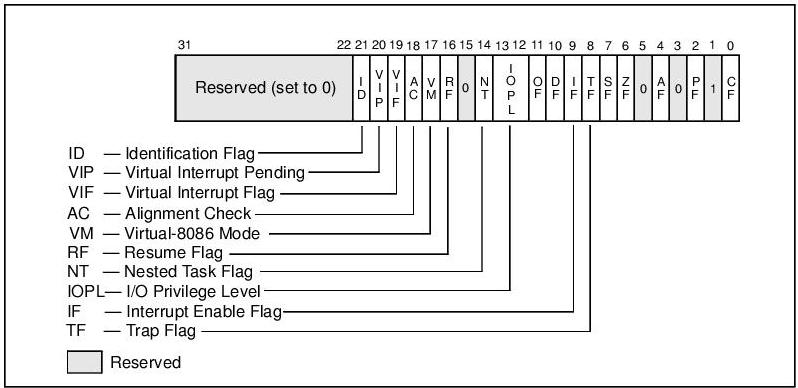 31 22 21 20 19 18 17 16 15 14 13 12 11 10 9 8 7 6 5 4 3 2 1 0
Reserved (set to 0) ID VIP VIF AC VM RF 0 NT IOPL OF DF IF TF SF ZF 0 AF 0 PF 1 CF
ID — Identification Flag
VIP — Virtual Interrupt Pending
VIF — Virtual Interrupt Flag
AC — Alignment Check
VM — Virtual-8086 Mode
RF — Resume Flag
NT — Nested Task Flag
IOPL— I/O Privilege Level
IF — Interrupt Enable Flag
TF — Trap Flag
Reserved